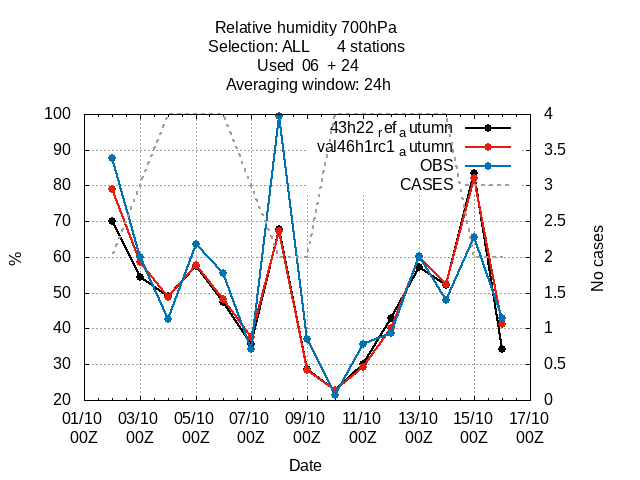 Relative humidity 700hPa
Selection: ALL      4 stations
Used  06  + 24
Averaging window: 24h
43h22refautumn
val46h1rc1autumn
OBS
CASES
%
100
90
80
70
60
50
40
30
20
4
3.5
3
2.5
2
1.5
1
0.5
0
No cases
01/10 03/10 05/10 07/10 09/10 11/10 13/10 15/10 17/10
00Z 00Z 00Z 00Z 00Z 00Z 00Z 00Z 00Z
Date